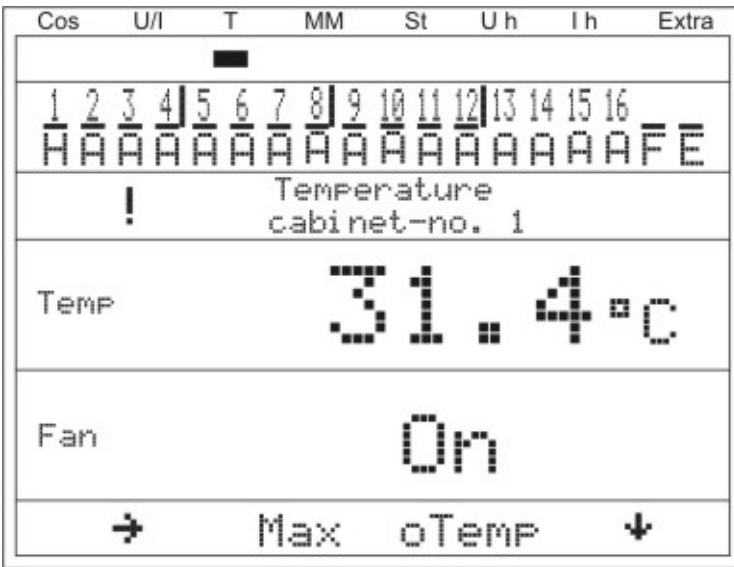 Cos U/I T MM St U h I h Extra
1 2 3 4 5 6 7 8 9 10 11 12 13 14 15 16
H A A A A A A A A A A A A A A A F E
! Temperature
cabinet-no. 1
Temp 31.4°C
Fan On
→ Max oTemp ↓